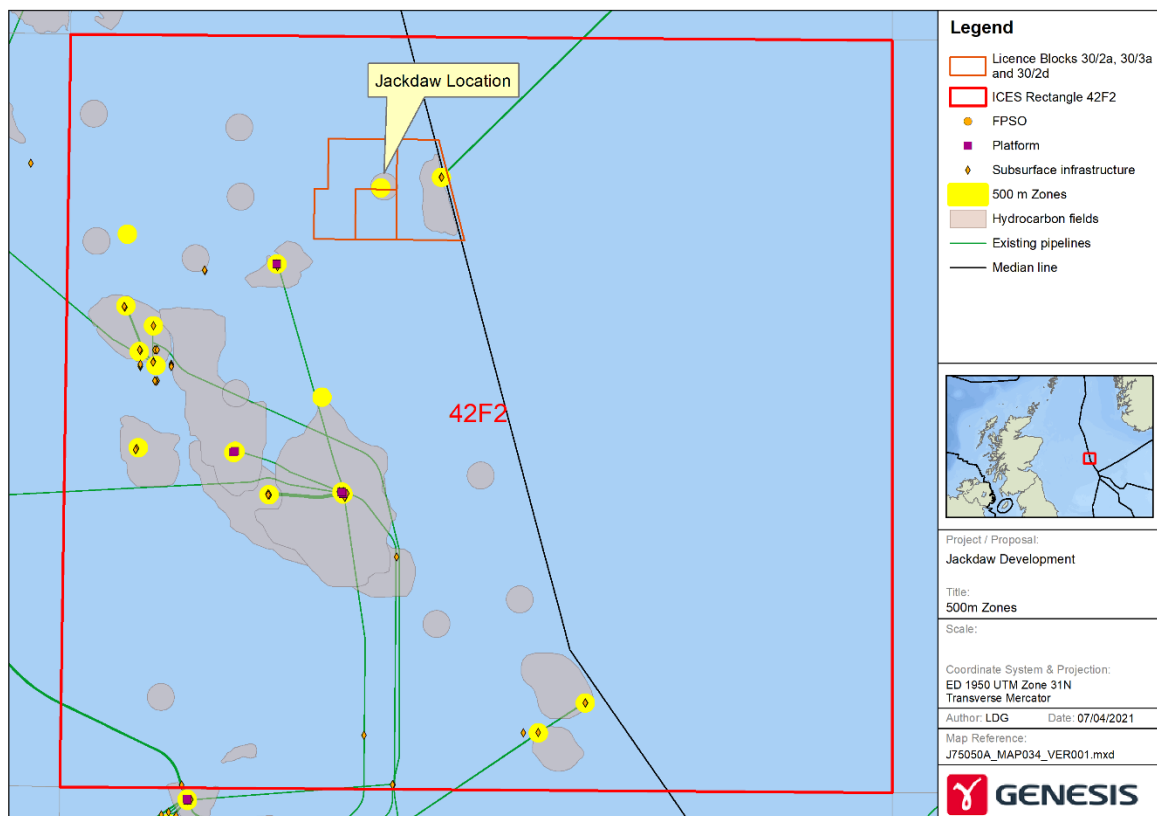 Jackdaw Location
42F2
Legend
Licence Blocks 30/2a, 30/3a
and 30/2d
ICES Rectangle 42F2
FPSO
Platform
Subsurface infrastructure
500 m Zones
Hydrocarbon fields
Existing pipelines
Median line
Project / Proposal:
Jackdaw Development
Title:
500m Zones
Scale:
Coordinate System & Projection:
ED 1950 UTM Zone 31N
Transverse Mercator
Author: LDG Date: 07/04/2021
Map Reference:
J75050A_MAP034_VER001.mxd
GENESIS